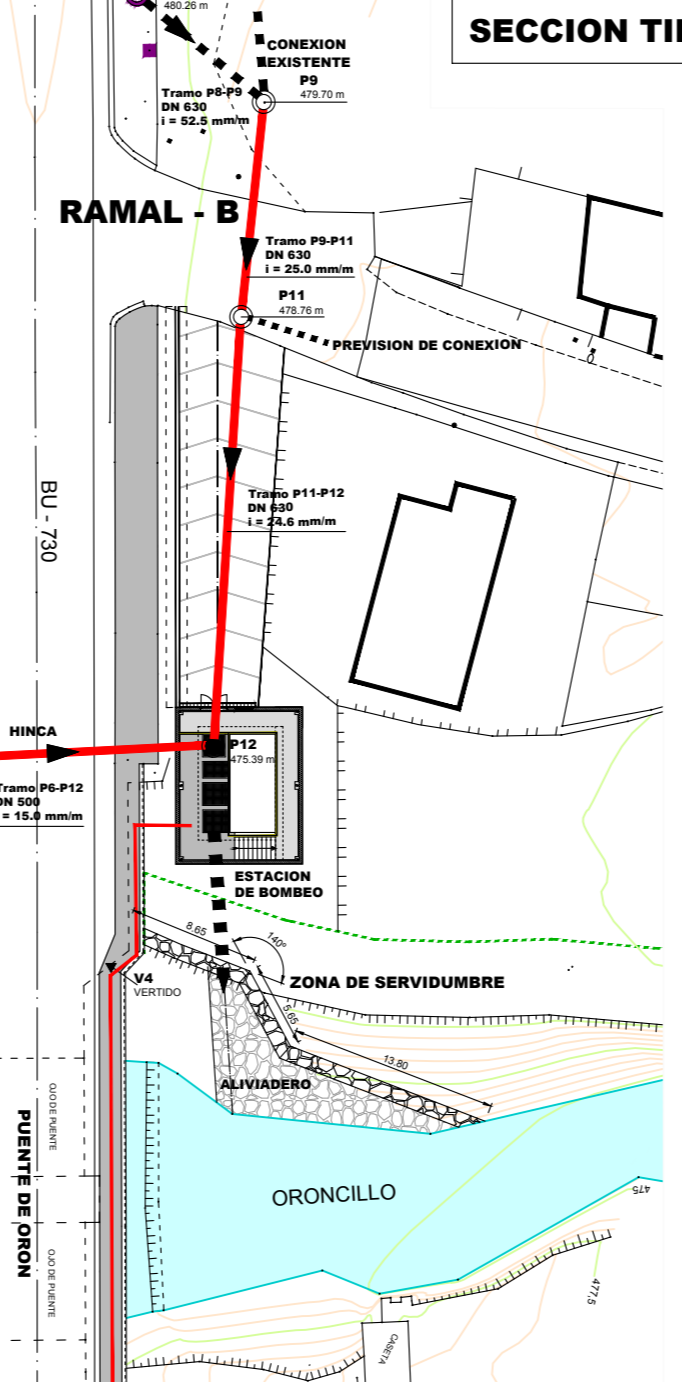 480.26 m
SECCION TI
CONEXION
EXISTENTE
P9
479.70 m
Tramo P8-P9
DN 630
i = 52.5 mm/m
RAMAL - B
Tramo P9-P11
DN 630
i = 25.0 mm/m
P11
478.76 m
PREVISION DE CONEXION
BU - 730
Tramo P11-P12
DN 630
i = 24.6 mm/m
HINCA
P12
475.39 m
Tramo P6-P12
DN 500
= 15.0 mm/m
ESTACION
DE BOMBEO
8.65
140º
V4
VERTIDO
ZONA DE SERVIDUMBRE
5.65
13.80
ALIVIADERO
OJO DE PUENTE
PUENTE DE ORON
ORONCILLO
475
OJO DE PUENTE
477.5
CASETA